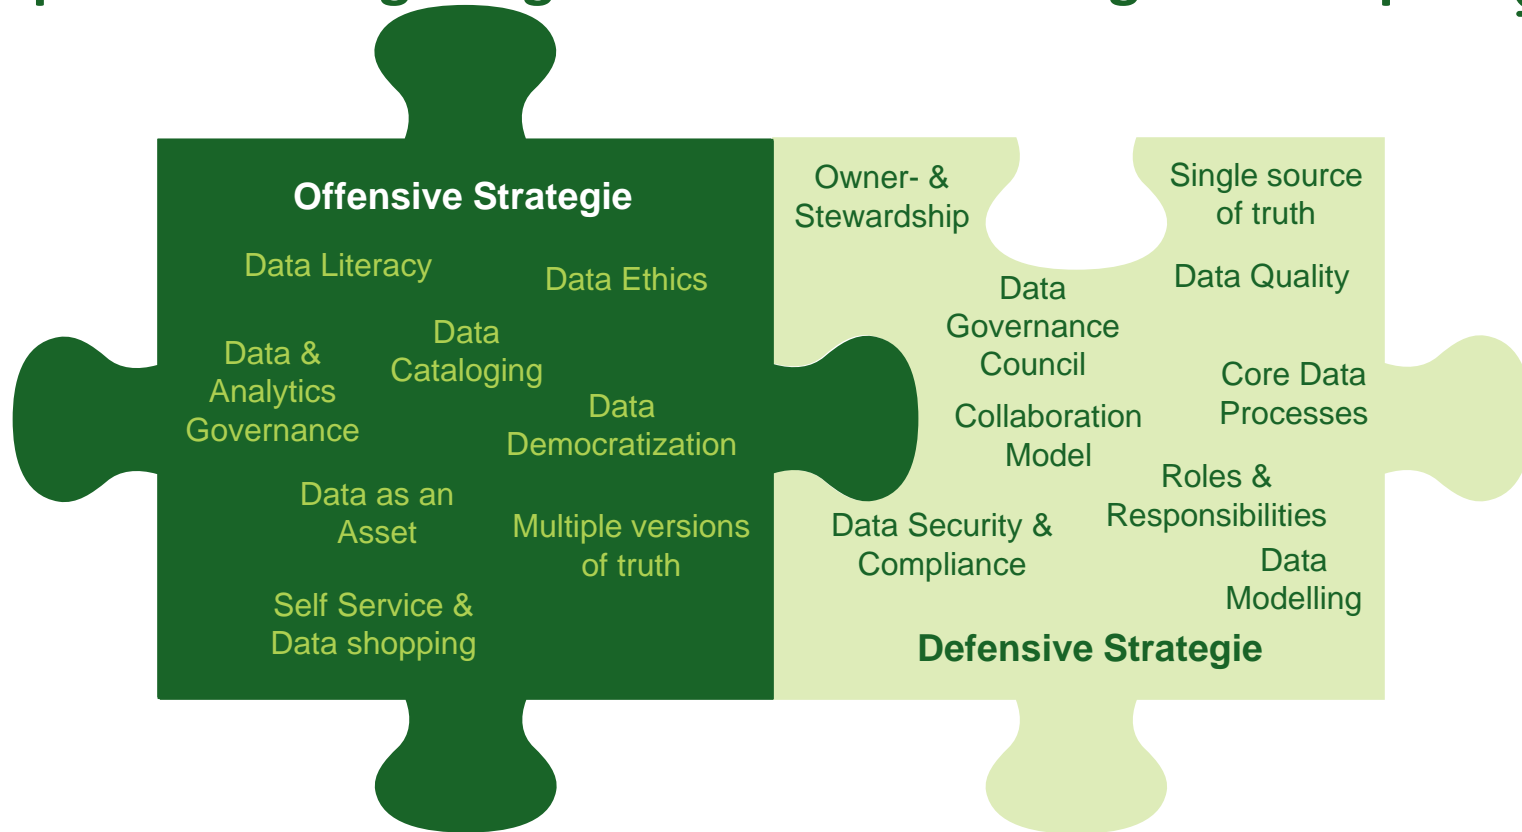 Offensive Strategie
Data Literacy
Data Ethics
Data
Cataloging
Data &
Analytics
Governance
Data
Democratization
Data as an
Asset
Multiple versions
of truth
Self Service &
Data shopping
Owner- &
Stewardship
Single source
of truth
Data Quality
Data
Governance
Council
Core Data
Processes
Collaboration
Model
Roles &
Responsibilities
Data Security &
Compliance
Data
Modelling
Defensive Strategie